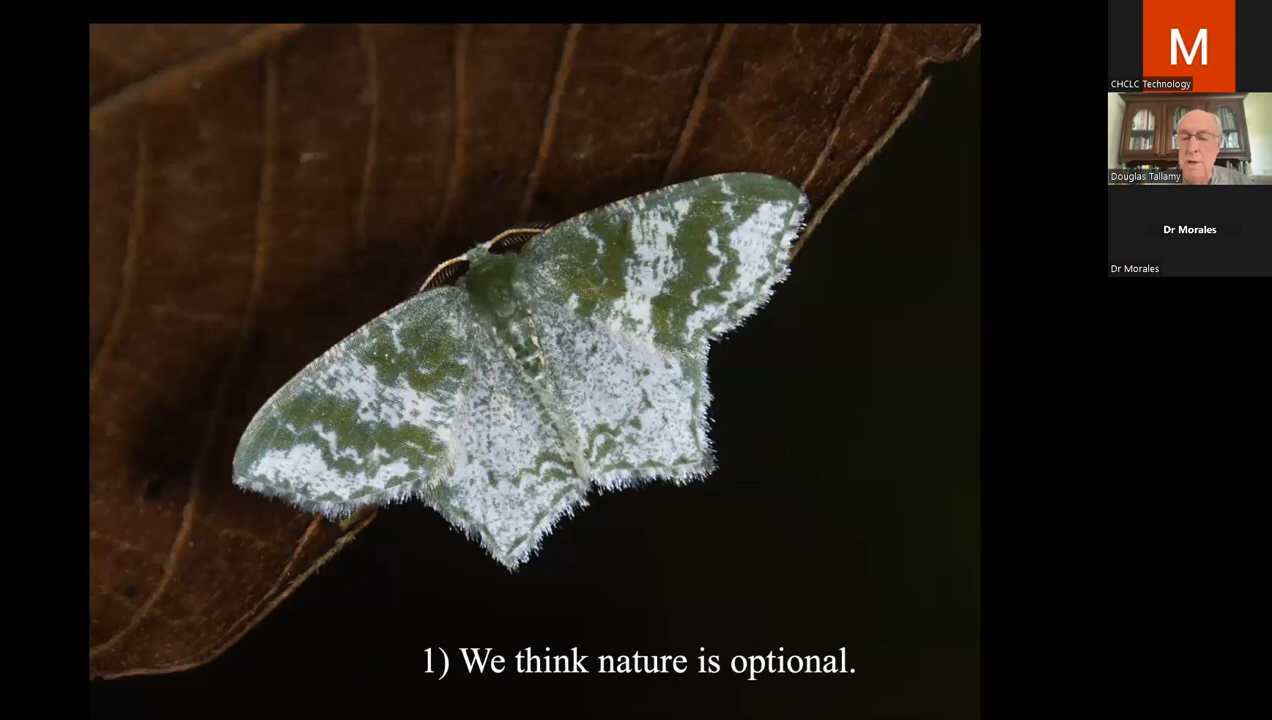 M
CHCLC Technology
Douglas Tallamy
Dr Morales
Dr Morales
1) We think nature is optional.